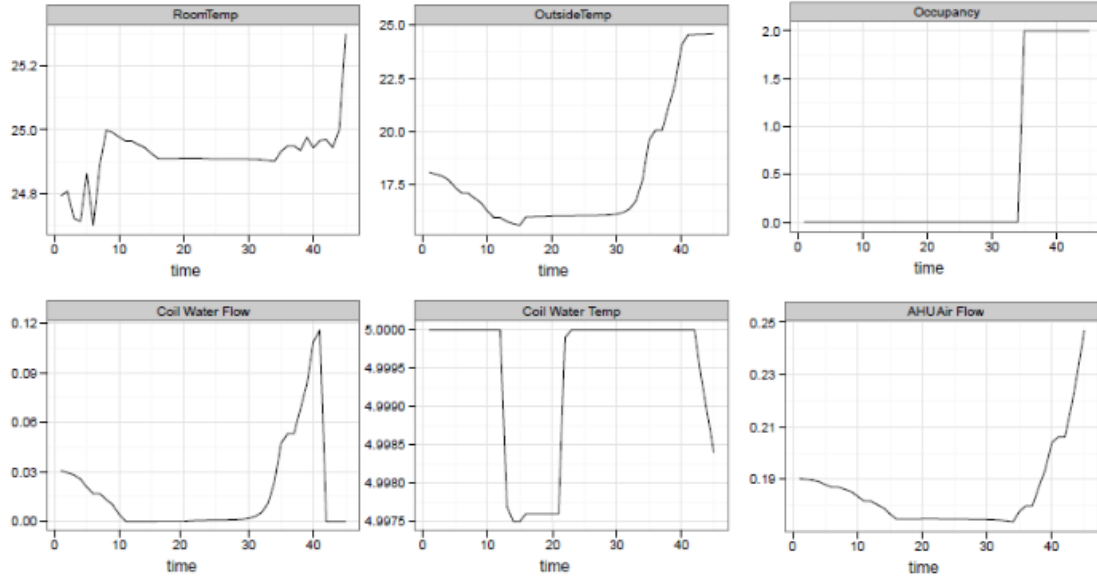 RoomTemp
25.2
25.0
24.8
0 10 20 30 40
time
OutsideTemp
25.0
22.5
20.0
17.5
0 10 20 30 40
time
Occupancy
2.0
1.5
1.0
0.5
0.0
0 10 20 30 40
time
Coil Water Flow
0.12
0.09
0.06
0.03
0.00
0 10 20 30 40
time
Coil Water Temp
5.0000
4.9995
4.9990
4.9985
4.9980
4.9975
0 10 20 30 40
time
AHUAir Flow
0.25
0.23
0.21
0.19
0 10 20 30 40
time